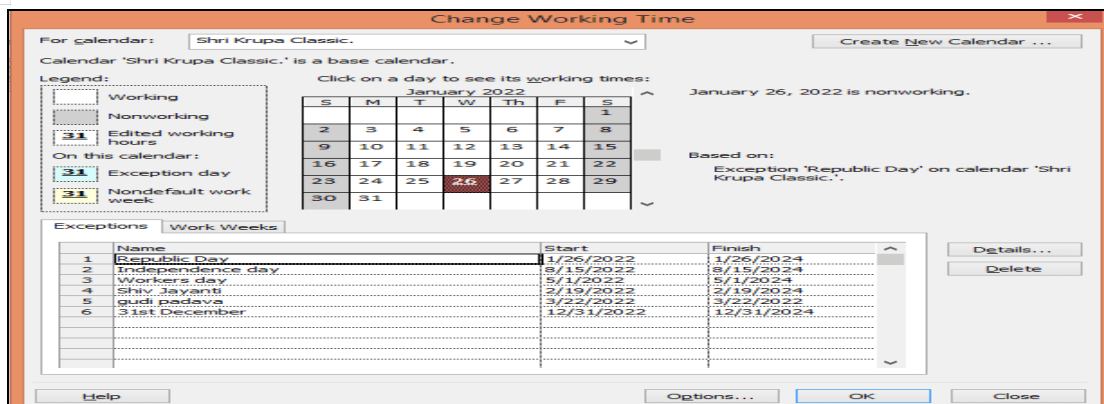 Change Working Time
For calendar: Shri Krupa Classic.
Create New Calendar ...
Calendar 'Shri Krupa Classic.' is a base calendar.
Legend:
Working
Nonworking
31 Edited working hours
On this calendar:
31 Exception day
31 Nondefault work week
Click on a day to see its working times:
January 2022
S M T W Th F S
1
2 3 4 5 6 7 8
9 10 11 12 13 14 15
16 17 18 19 20 21 22
23 24 25 26 27 28 29
30 31
January 26, 2022 is nonworking.
Based on:
Exception 'Republic Day' on calendar 'Shri
Krupa Classic.'.
Exceptions Work Weeks
Name Start Finish
1 Republic Day 1/26/2022 1/26/2024
2 Independence day 8/15/2022 8/15/2024
3 Workers day 5/1/2022 5/1/2024
4 Shiv Jayanti 2/19/2022 2/19/2024
5 gudi padava 3/22/2022 3/22/2022
6 31st December 12/31/2022 12/31/2024
Details...
Delete
Help Options... OK Close